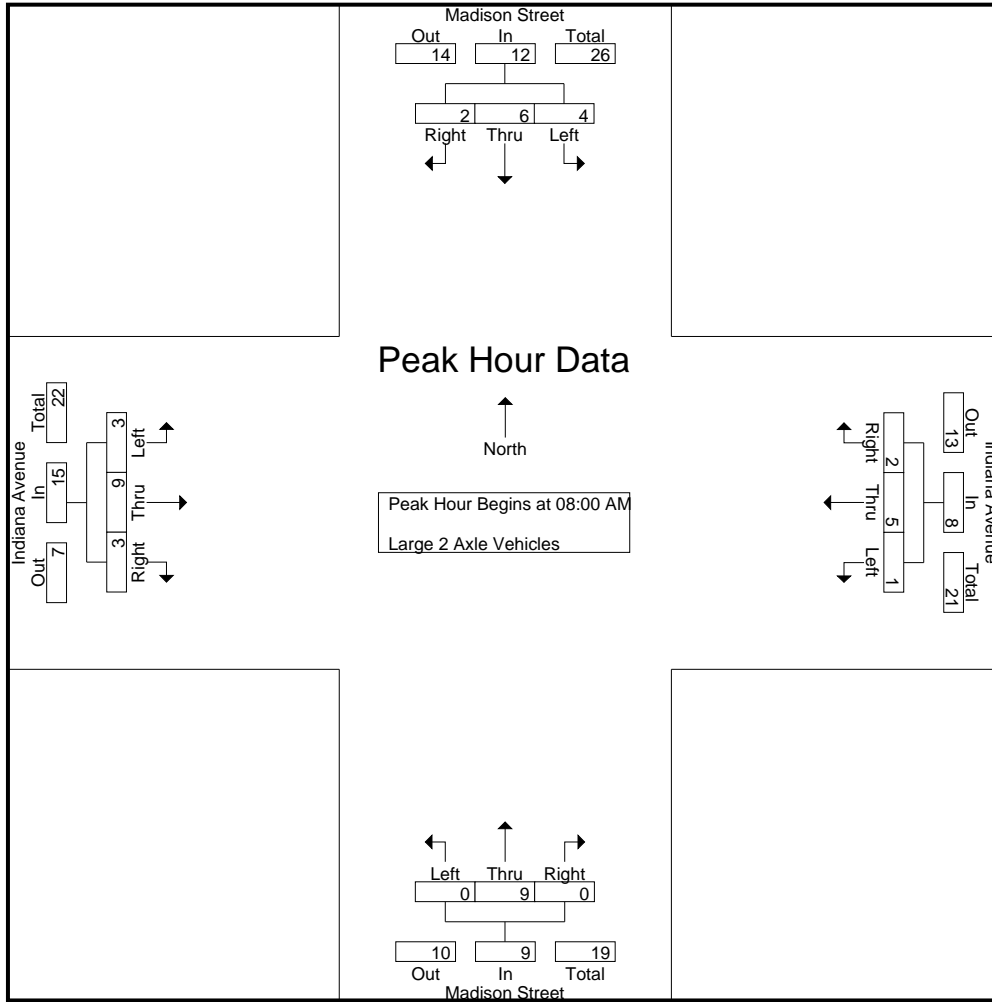 Madison Street
Out In Total
14 12 26
2 6 4
Right Thru Left
Peak Hour Data
North
Peak Hour Begins at 08:00 AM
Large 2 Axle Vehicles
Indiana Avenue
Total In Out
22 15 7
3 9 3
Left Thru Right
Right Thru Left
2 5 1
Out In Total
13 8 21
Indiana Avenue
Left Thru Right
0 9 0
10 9 19
Out In Total
Madison Street